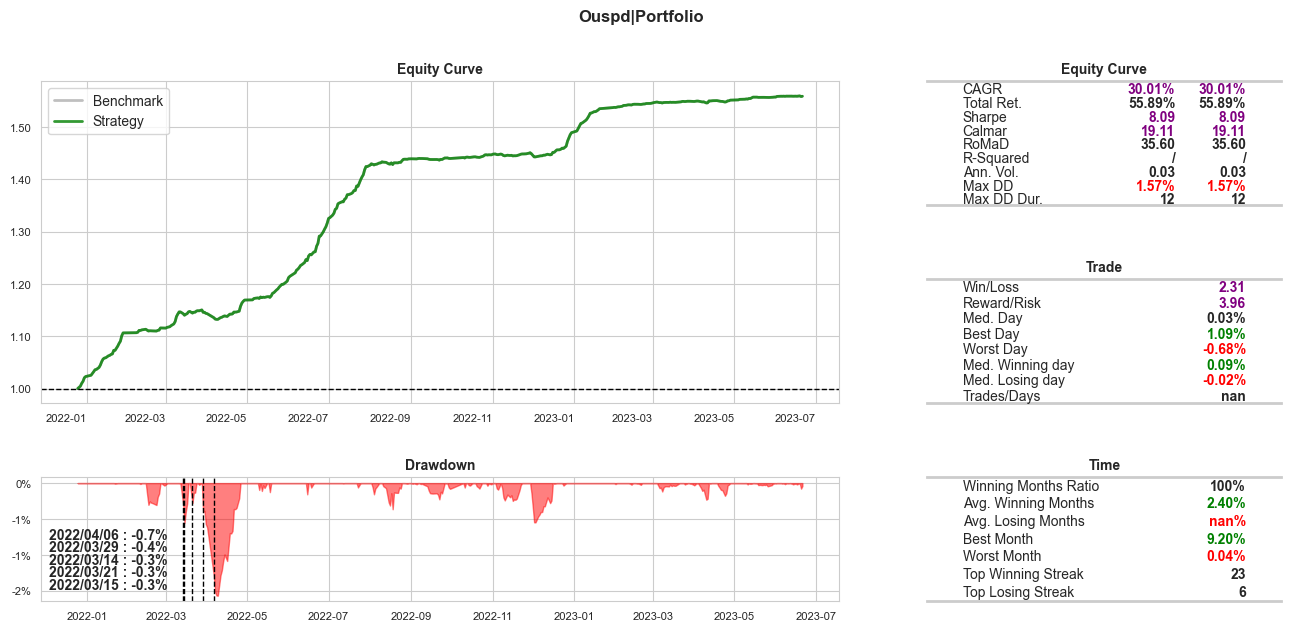 Ouspd|Portfolio
Equity Curve
Benchmark
Strategy
1.50
1.40
1.30
1.20
1.10
1.00
2022-01 2022-03 2022-05 2022-07 2022-09 2022-11 2023-01 2023-03 2023-05 2023-07
Equity Curve
CAGR 30.01% 30.01%
Total Ret. 55.89% 55.89%
Sharpe 8.09 8.09
Calmar 19.11 19.11
RoMaD 35.60 35.60
R-Squared / /
Ann. Vol. 0.03 0.03
Max DD 1.57% 1.57%
Max DD Dur. 12 12
Trade
Win/Loss 2.31
Reward/Risk 3.96
Med. Day 0.03%
Best Day 1.09%
Worst Day -0.68%
Med. Winning day 0.09%
Med. Losing day -0.02%
Trades/Days nan
Drawdown
0%
-1%
-1%
-2%
2022/04/06 : -0.7%
2022/03/29 : -0.4%
2022/03/14 : -0.3%
2022/03/21 : -0.3%
2022/03/15 : -0.3%
2022-01 2022-03 2022-05 2022-07 2022-09 2022-11 2023-01 2023-03 2023-05 2023-07
Time
Winning Months Ratio 100%
Avg. Winning Months 2.40%
Avg. Losing Months nan%
Best Month 9.20%
Worst Month 0.04%
Top Winning Streak 23
Top Losing Streak 6